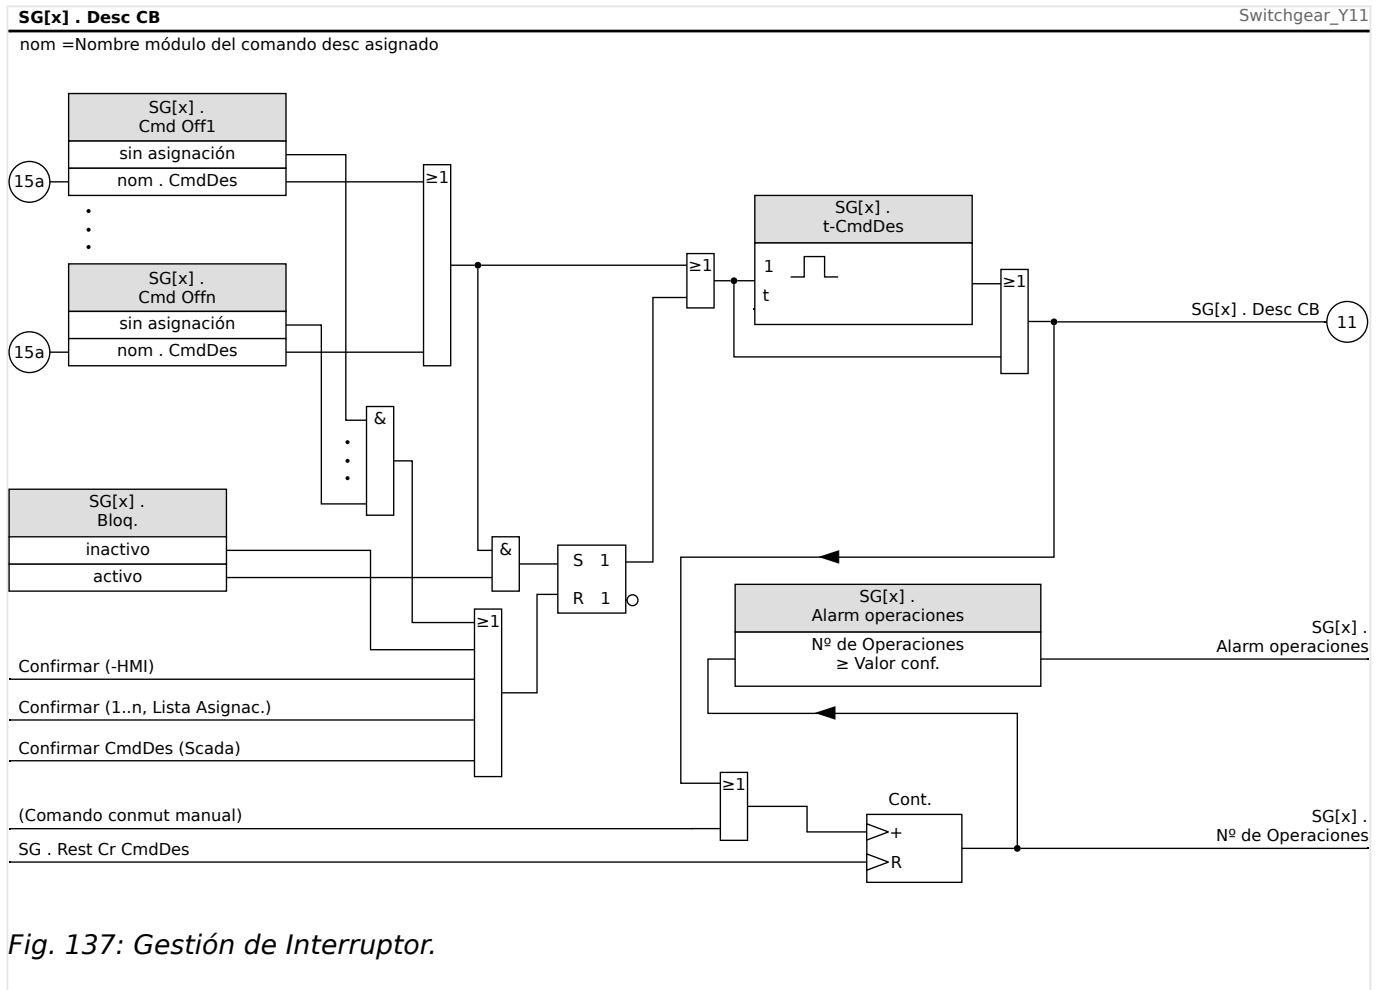 SG[x] . Desc CB
Switchgear_Y11
nom =Nombre módulo del comando desc asignado
SG[x] .
Cmd Off1
sin asignación
15a
nom . CmdDes
≥1
SG[x] .
t-CmdDes
SG[x] .
Cmd Offn
≥1
1
t
≥1
sin asignación
15a
nom . CmdDes
SG[x] . Desc CB
11
&
SG[x] .
Bloq.
inactivo
activo
&
S 1
R 1
≥1
SG[x] .
Alarm operaciones
Nº de Operaciones
≥ Valor conf.
SG[x] .
Alarm operaciones
Confirmar (-HMI)
Confirmar (1..n, Lista Asignac.)
Confirmar CmdDes (Scada)
≥1
(Comando conmut manual)
Cont.
+
R
SG[x] .
Nº de Operaciones
SG . Rest Cr CmdDes
Fig. 137: Gestión de Interruptor.